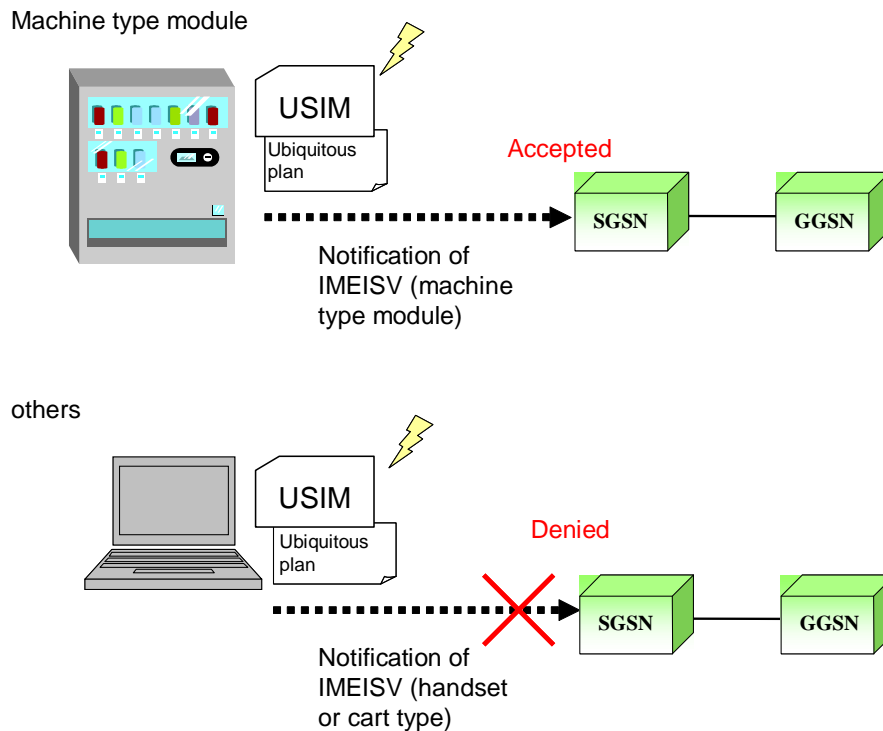 Machine type module
USIM
Ubiquitous
plan
Accepted
SGSN
GGSN
Notification of
IMEISV (machine
type module)
others
USIM
Ubiquitous
plan
Denied
SGSN
GGSN
Notification of
IMEISV (handset
or cart type)